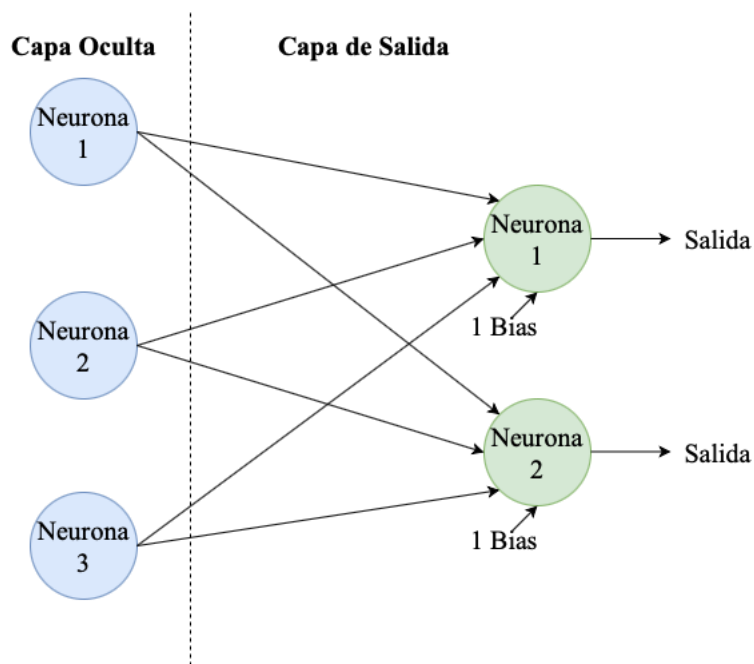 Capa Oculta
Capa de Salida
Neurona
1
Neurona
2
Neurona
3
Neurona
1
Salida
1 Bias
Neurona
2
Salida
1 Bias